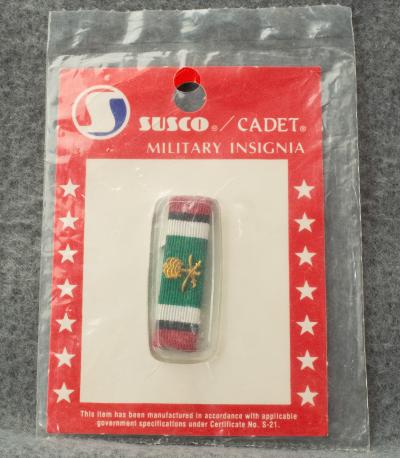 SUSCO® / CADET®
MILITARY INSIGNIA
This item has been manufactured in accordance with applicable
government specifications under Certificate No. S-21.